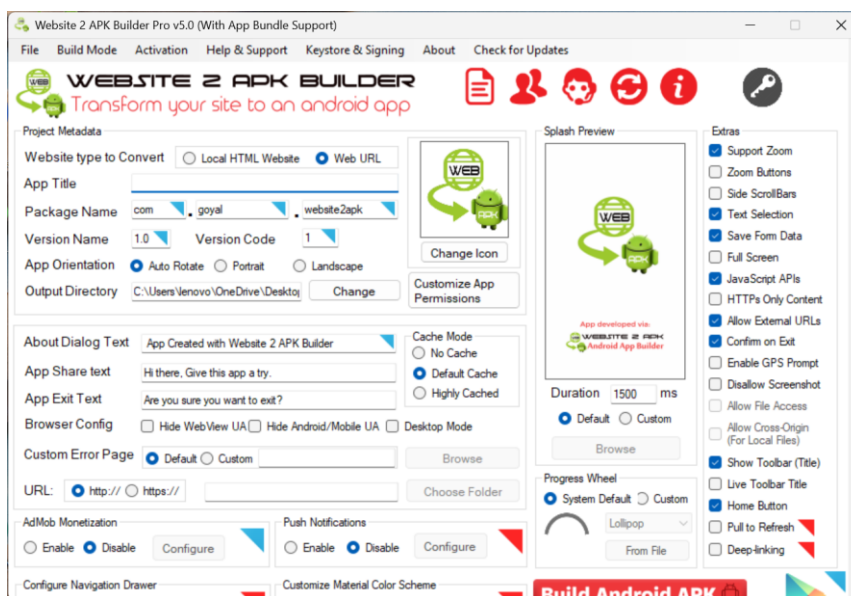 Website 2 APK Builder Pro v5.0 (With App Bundle Support)
File Build Mode Activation Help & Support Keystore & Signing About Check for Updates
WEBSITE 2 APK BUILDER
Transform your site to an android app
Project Metadata
Website type to Convert Local HTML Website Web URL
App Title
Package Name com . goyal . website2apk
Version Name 1.0 Version Code 1
App Orientation Auto Rotate Portrait Landscape
Output Directory C:\Users\lenovo\OneDrive\Desktop Change
WEB
APK
Change Icon
Customize App
Permissions
About Dialog Text App Created with Website 2 APK Builder
App Share text Hi there, Give this app a try.
App Exit Text Are you sure you want to exit?
Browser Config Hide WebView UA Hide Android/Mobile UA Desktop Mode
Custom Error Page Default Custom Browse
URL: http:// https:// Choose Folder
Cache Mode
No Cache
Default Cache
Highly Cached
AdMob Monetization
Enable Disable Configure
Push Notifications
Enable Disable Configure
Configure Navigation Drawer
Customize Material Color Scheme
Splash Preview
WEB
APK
App developed via:
WEBSITE 2 APK
Android App Builder
Duration 1500 ms
Default Custom
Browse
Progress Wheel
System Default Custom
Lollipop
From File
Build Android APK
Extras
Support Zoom
Zoom Buttons
Side ScrollBars
Text Selection
Save Form Data
Full Screen
JavaScript APIs
HTTPs Only Content
Allow External URLs
Confirm on Exit
Enable GPS Prompt
Disallow Screenshot
Allow File Access
Allow Cross-Origin
(For Local Files)
Show Toolbar (Title)
Live Toolbar Title
Home Button
Pull to Refresh
Deep-linking